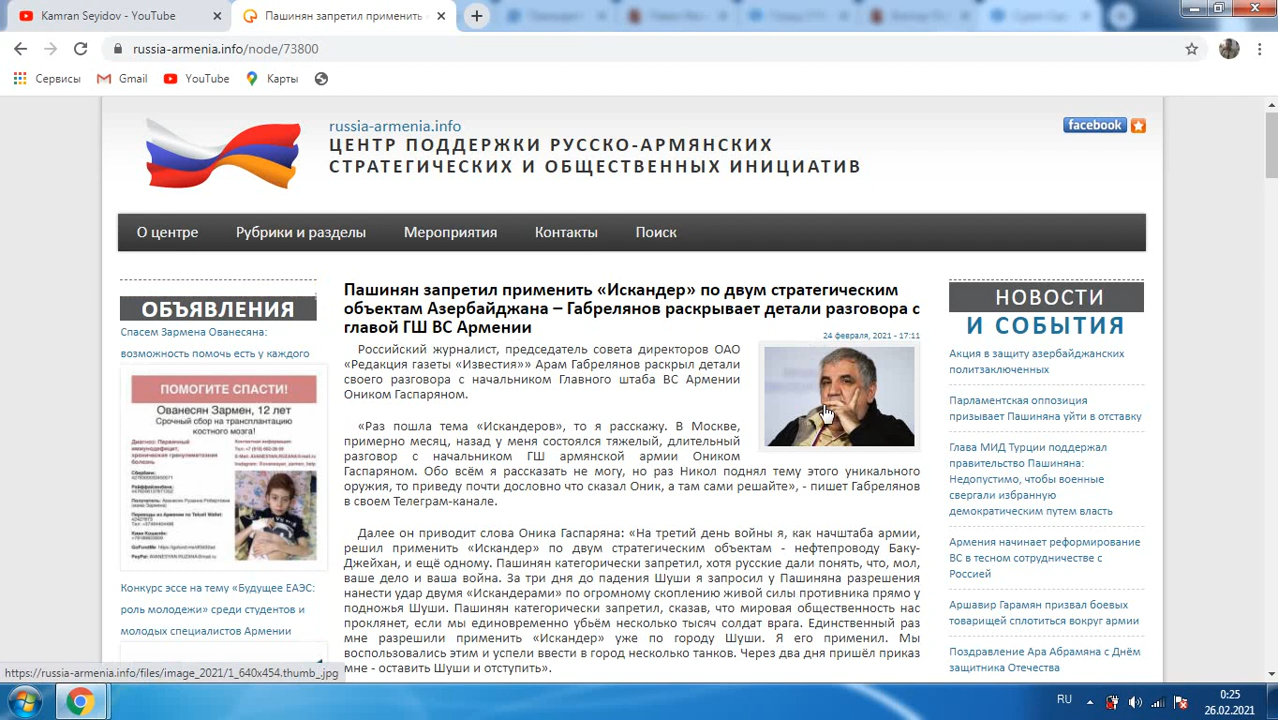 Kamran Seyidov - YouTube
Пашинян запретил применить
russia-armenia.info/node/73800
Сервисы
Gmail
YouTube
Карты
russia-armenia.info
ЦЕНТР ПОДДЕРЖКИ РУССКО-АРМЯНСКИХ
СТРАТЕГИЧЕСКИХ И ОБЩЕСТВЕННЫХ ИНИЦИАТИВ
facebook
О центре
Рубрики и разделы
Мероприятия
Контакты
Поиск
ОБЪЯВЛЕНИЯ
Спасем Зармена Ованесяна:
возможность помочь есть у каждого
ПОМОГИТЕ СПАСТИ!
Ованесян Зармен, 12 лет
Срочный сбор на трансплантацию
костного мозга!
Конкурс эссе на тему «Будущее ЕАЭС:
роль молодежи» среди студентов и
молодых специалистов Армении
Пашинян запретил применить «Искандер» по двум стратегическим
объектам Азербайджана – Габрелянов раскрывает детали разговора с
главой ГШ ВС Армении
24 февраля, 2021 - 17:11
Российский журналист, председатель совета директоров ОАО
«Редакция газеты «Известия»» Арам Габрелянов раскрыл детали
своего разговора с начальником Главного штаба ВС Армении
Оником Гаспаряном.
«Раз пошла тема «Искандеров», то я расскажу. В Москве,
примерно месяц, назад у меня состоялся тяжелый, длительный
разговор с начальником ГШ армянской армии Оником
Гаспаряном. Обо всём я рассказать не могу, но раз Никол поднял тему этого уникального
оружия, то приведу почти дословно что сказал Оник, а там сами решайте», - пишет Габрелянов
в своем Телеграм-канале.
Далее он приводит слова Оника Гаспаряна: «На третий день войны я, как начштаба армии,
решил применить «Искандер» по двум стратегическим объектам - нефтепроводу Баку-
Джейхан, и ещё одному. Пашинян категорически запретил, хотя русские дали понять, что, мол,
ваше дело и ваша война. За три дня до падения Шуши я запросил у Пашиняна разрешения
нанести удар двумя «Искандерами» по огромному скоплению живой силы противника прямо у
подножья Шуши. Пашинян категорически запретил, сказав, что мировая общественность нас
проклянет, если мы единовременно убьём несколько тысяч солдат врага. Единственный раз
мне разрешили применить «Искандер» уже по городу Шуши. Я его применил. Мы
воспользовались этим и успели ввести в город несколько танков. Через два дня пришёл приказ
мне - оставить Шуши и отступить».
НОВОСТИ
И СОБЫТИЯ
Акция в защиту азербайджанских
политзаключенных
Парламентская оппозиция
призывает Пашиняна уйти в отставку
Глава МИД Турции поддержал
правительство Пашиняна:
Недопустимо, чтобы военные
свергали избранную
демократическим путем власть
Армения начинает реформирование
ВС в тесном сотрудничестве с
Россией
Аршавир Гарамян призвал боевых
товарищей сплотиться вокруг армии
Поздравление Ара Абрамяна с Днём
защитника Отечества
https://russia-armenia.info/files/image_2021/1_640x454.thumb_.jpg
RU
0:25
26.02.2021